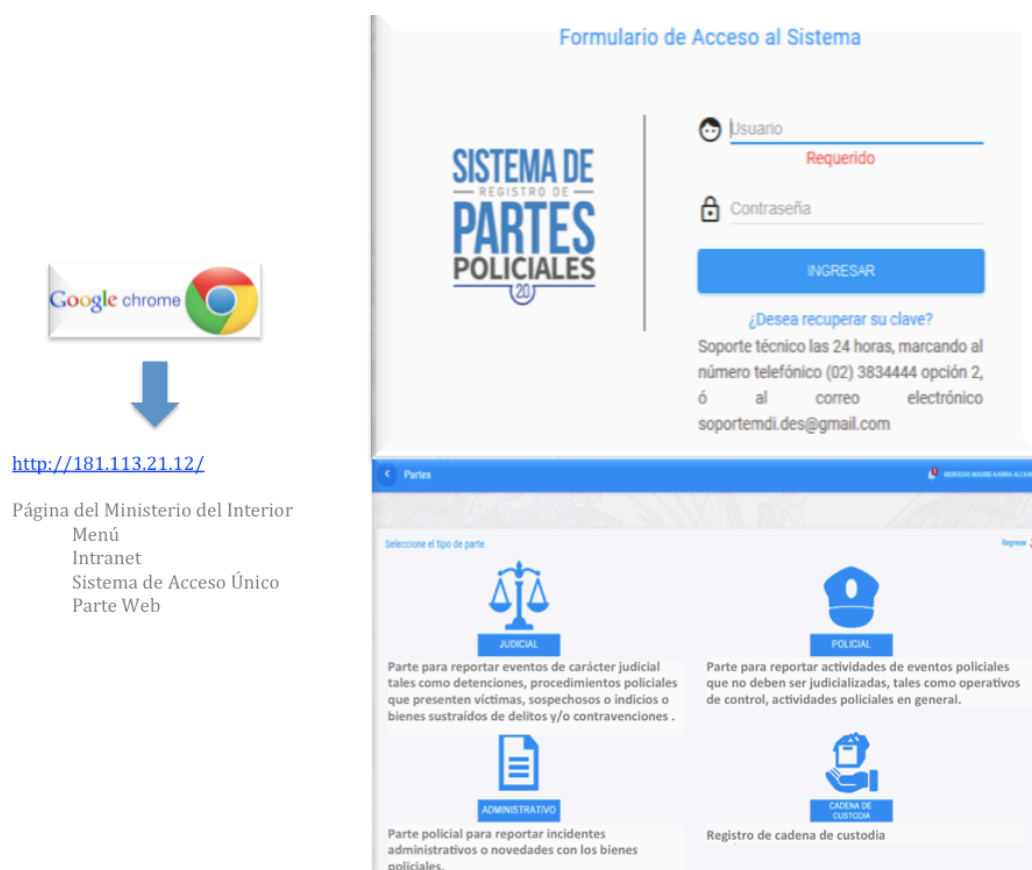 Google chrome
http://181.113.21.12/
Página del Ministerio del Interior
Menú
Intranet
Sistema de Acceso Único
Parte Web
Formulario de Acceso al Sistema
SISTEMA DE
REGISTRO DE
PARTES
POLICIALES
2.0
Usuario
Requerido
Contraseña
INGRESAR
¿Desea recuperar su clave?
Soporte técnico las 24 horas, marcando al
número telefónico (02) 3834444 opción 2,
ó al correo electrónico
soportemdi.des@gmail.com
Partes
Seleccione el tipo de parte
Regresar
JUDICIAL
Parte para reportar eventos de carácter judicial
tales como detenciones, procedimientos policiales
que presenten víctimas, sospechosos o indicios o
bienes sustraídos de delitos y/o contravenciones .
POLICIAL
Parte para reportar actividades de eventos policiales
que no deben ser judicializadas, tales como operativos
de control, actividades policiales en general.
ADMINISTRATIVO
Parte policial para reportar incidentes
administrativos o novedades con los bienes
policiales.
CADENA DE
CUSTODIA
Registro de cadena de custodia